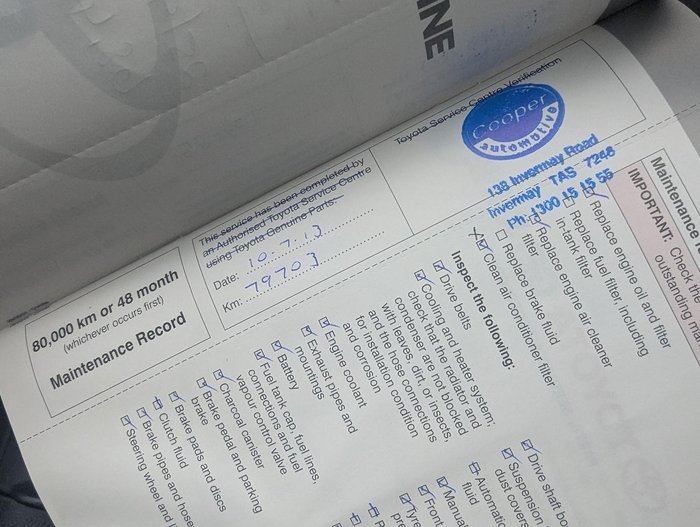 INE
Toyota Service Centre Verification
Cooper
automotive
138 Invermay Road
Invermay TAS 7248
Ph: 1300 15 15 55
This service has been completed by
an Authorised Toyota Service Centre
using Toyota Genuine Parts.
Date: 10.7.13
Km: 79703
80,000 km or 48 month
(whichever occurs first)
Maintenance Record
Maintenance
IMPORTANT: Check the
outstanding
Replace engine oil and filter
Replace fuel filter, including
in-tank filter
Replace engine air cleaner
filter
Replace brake fluid
Clean air conditioner filter
Inspect the following:
Drive belts
Cooling and heater system;
check that the radiator and
condenser are not blocked
with leaves, dirt, or insects,
and the hose connections
for installation condition
and corrosion
Engine coolant
Exhaust pipes and
mountings
Battery
Fuel tank cap, fuel lines,
connections and fuel
vapour control valve
Charcoal canister
Brake pedal and parking
brake
Brake pads and discs
Clutch fluid
Brake pipes and hose
Steering wheel and l
Drive shaft b
Suspension
dust covers
Automatic
fluid
Manual
Front
Tyre
pre